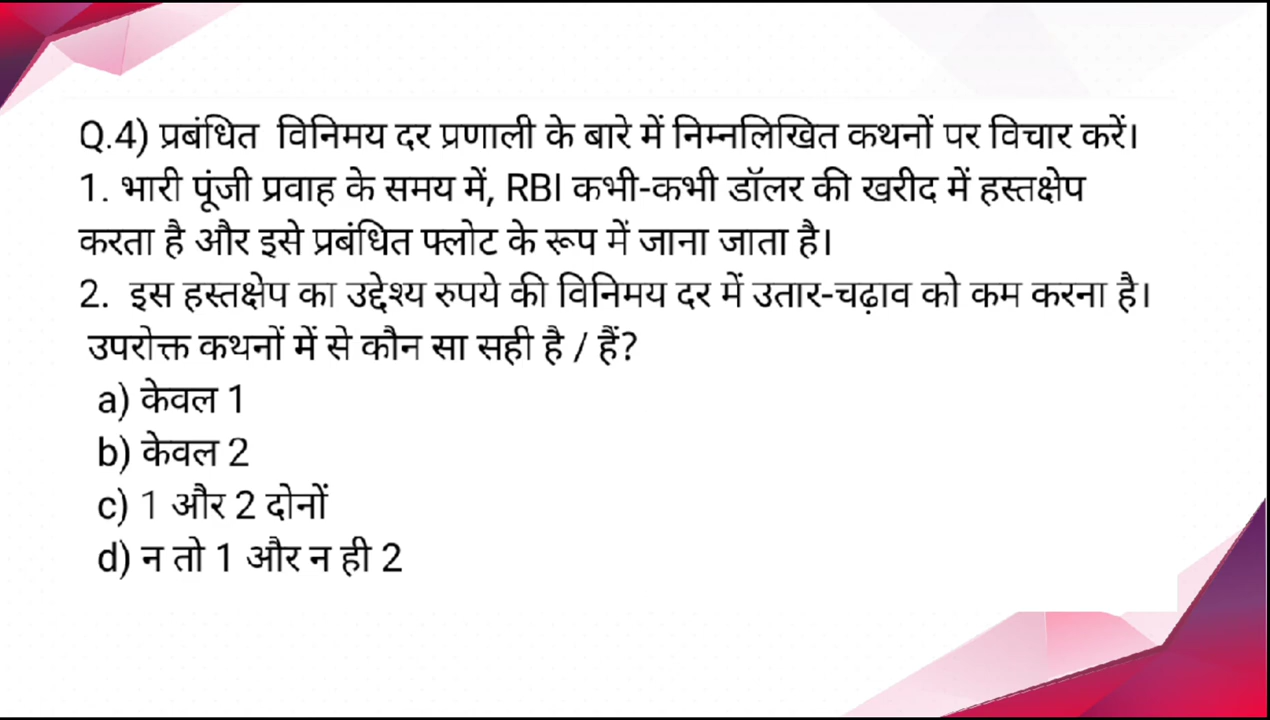 Q.4) प्रबंधित विनिमय दर प्रणाली के बारे में निम्नलिखित कथनों पर विचार करें।
1. भारी पूंजी प्रवाह के समय में, RBI कभी-कभी डॉलर की खरीद में हस्तक्षेप
करता है और इसे प्रबंधित फ्लोट के रूप में जाना जाता है।
2. इस हस्तक्षेप का उद्देश्य रुपये की विनिमय दर में उतार-चढ़ाव को कम करना है।
उपरोक्त कथनों में से कौन सा सही है / हैं?
a) केवल 1
b) केवल 2
c) 1 और 2 दोनों
d) न तो 1 और न ही 2